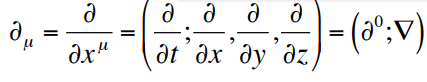 ∂_μ = ∂/∂x^μ = (∂/∂t ; ∂/∂x , ∂/∂y , ∂/∂z) = (∂^0; ∇)